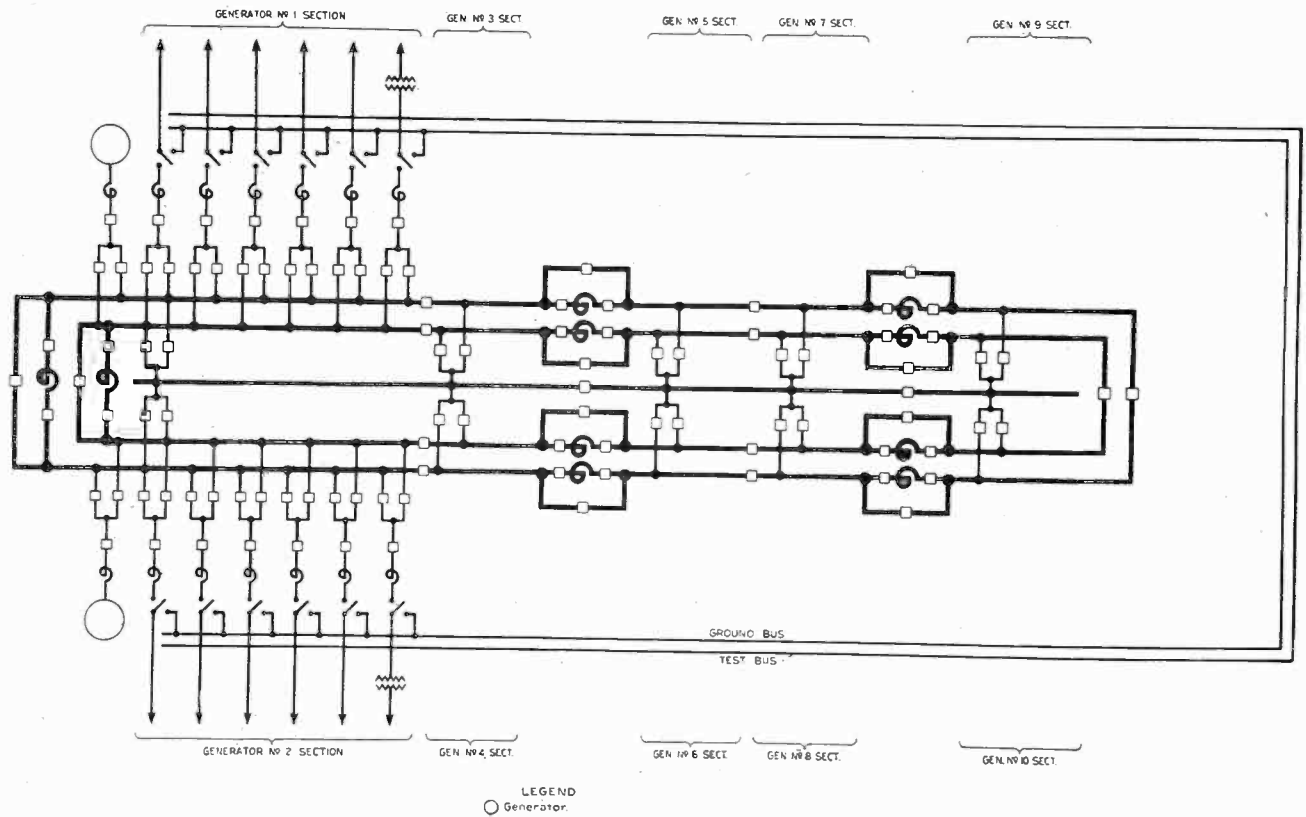 GENERATOR Nº 1 SECTION
GEN Nº 3 SECT.
GEN Nº 5 SECT.
GEN Nº 7 SECT.
GEN Nº 9 SECT.
GROUND BUS
TEST BUS
GENERATOR Nº 2 SECTION
GEN Nº 4 SECT.
GEN Nº 6 SECT.
GEN Nº 8 SECT.
GEN. Nº 10 SECT.
LEGEND
Generator.